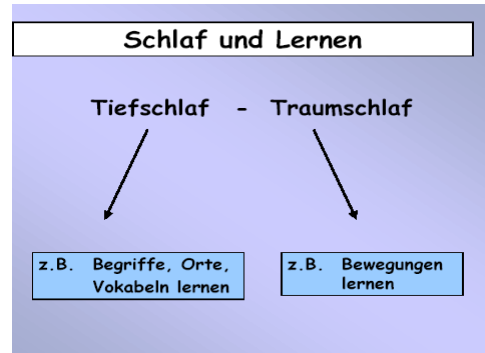 Schlaf und Lernen
Tiefschlaf - Traumschlaf
z.B. Begriffe, Orte,
Vokabeln lernen
z.B. Bewegungen
lernen